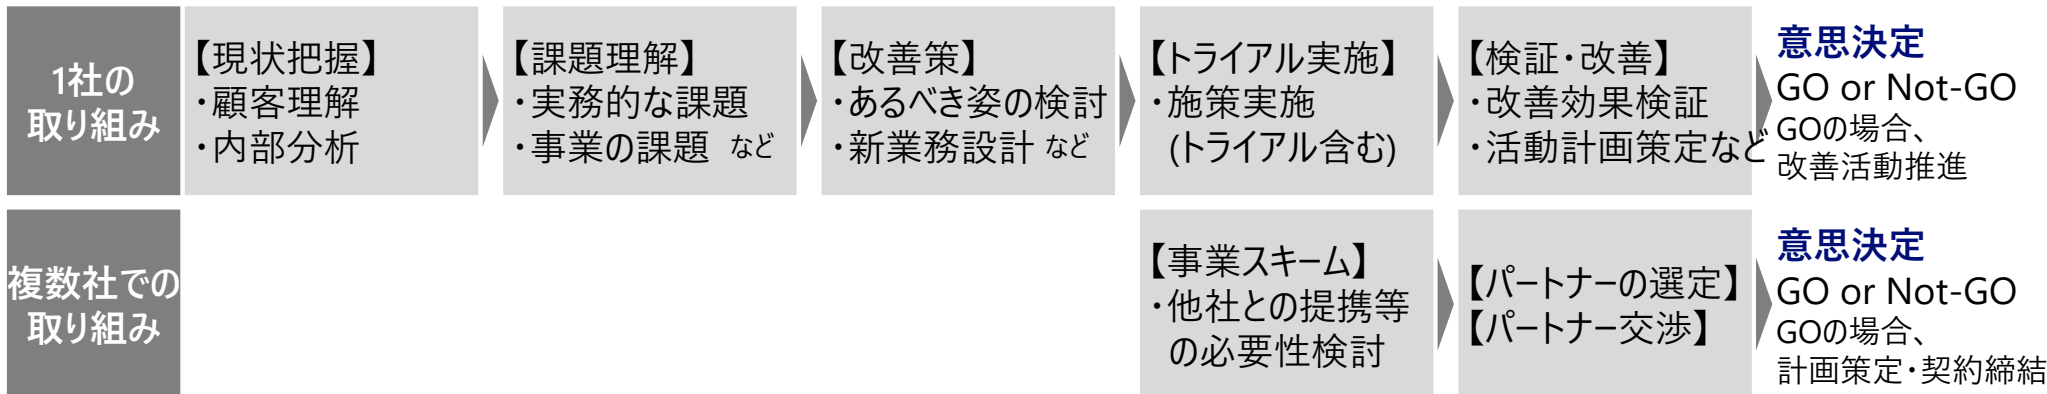 1社の
取り組み
【現状把握】
・顧客理解
・内部分析
【課題理解】
・実務的な課題
・事業の課題 など
【改善策】
・あるべき姿の検討
・新業務設計 など
【トライアル実施】
・施策実施
(トライアル含む)
【検証・改善】
・改善効果検証
・活動計画策定など
意思決定
GO or Not-GO
GOの場合、
改善活動推進
複数社での
取り組み
【事業スキーム】
・他社との提携等
の必要性検討
【パートナーの選定】
【パートナー交渉】
意思決定
GO or Not-GO
GOの場合、
計画策定・契約締結